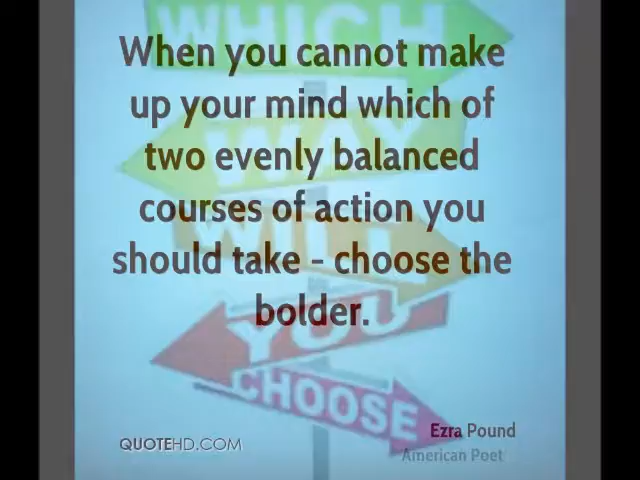 When you cannot make
up your mind which of
two evenly balanced
courses of action you
should take - choose the
bolder.
Ezra Pound
American Poet
QUOTEHD.COM
WHICH
WAY
WILL
YOU
CHOOSE